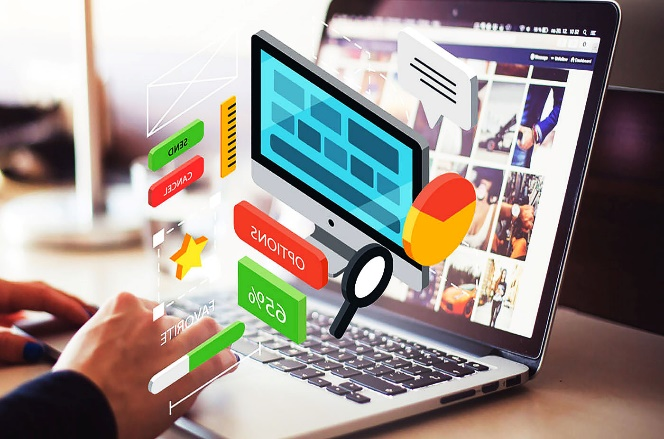 SEND
CANCEL
OPTIONS
65%
FAVORITE